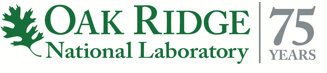 OAK RIDGE
National Laboratory
75
YEARS